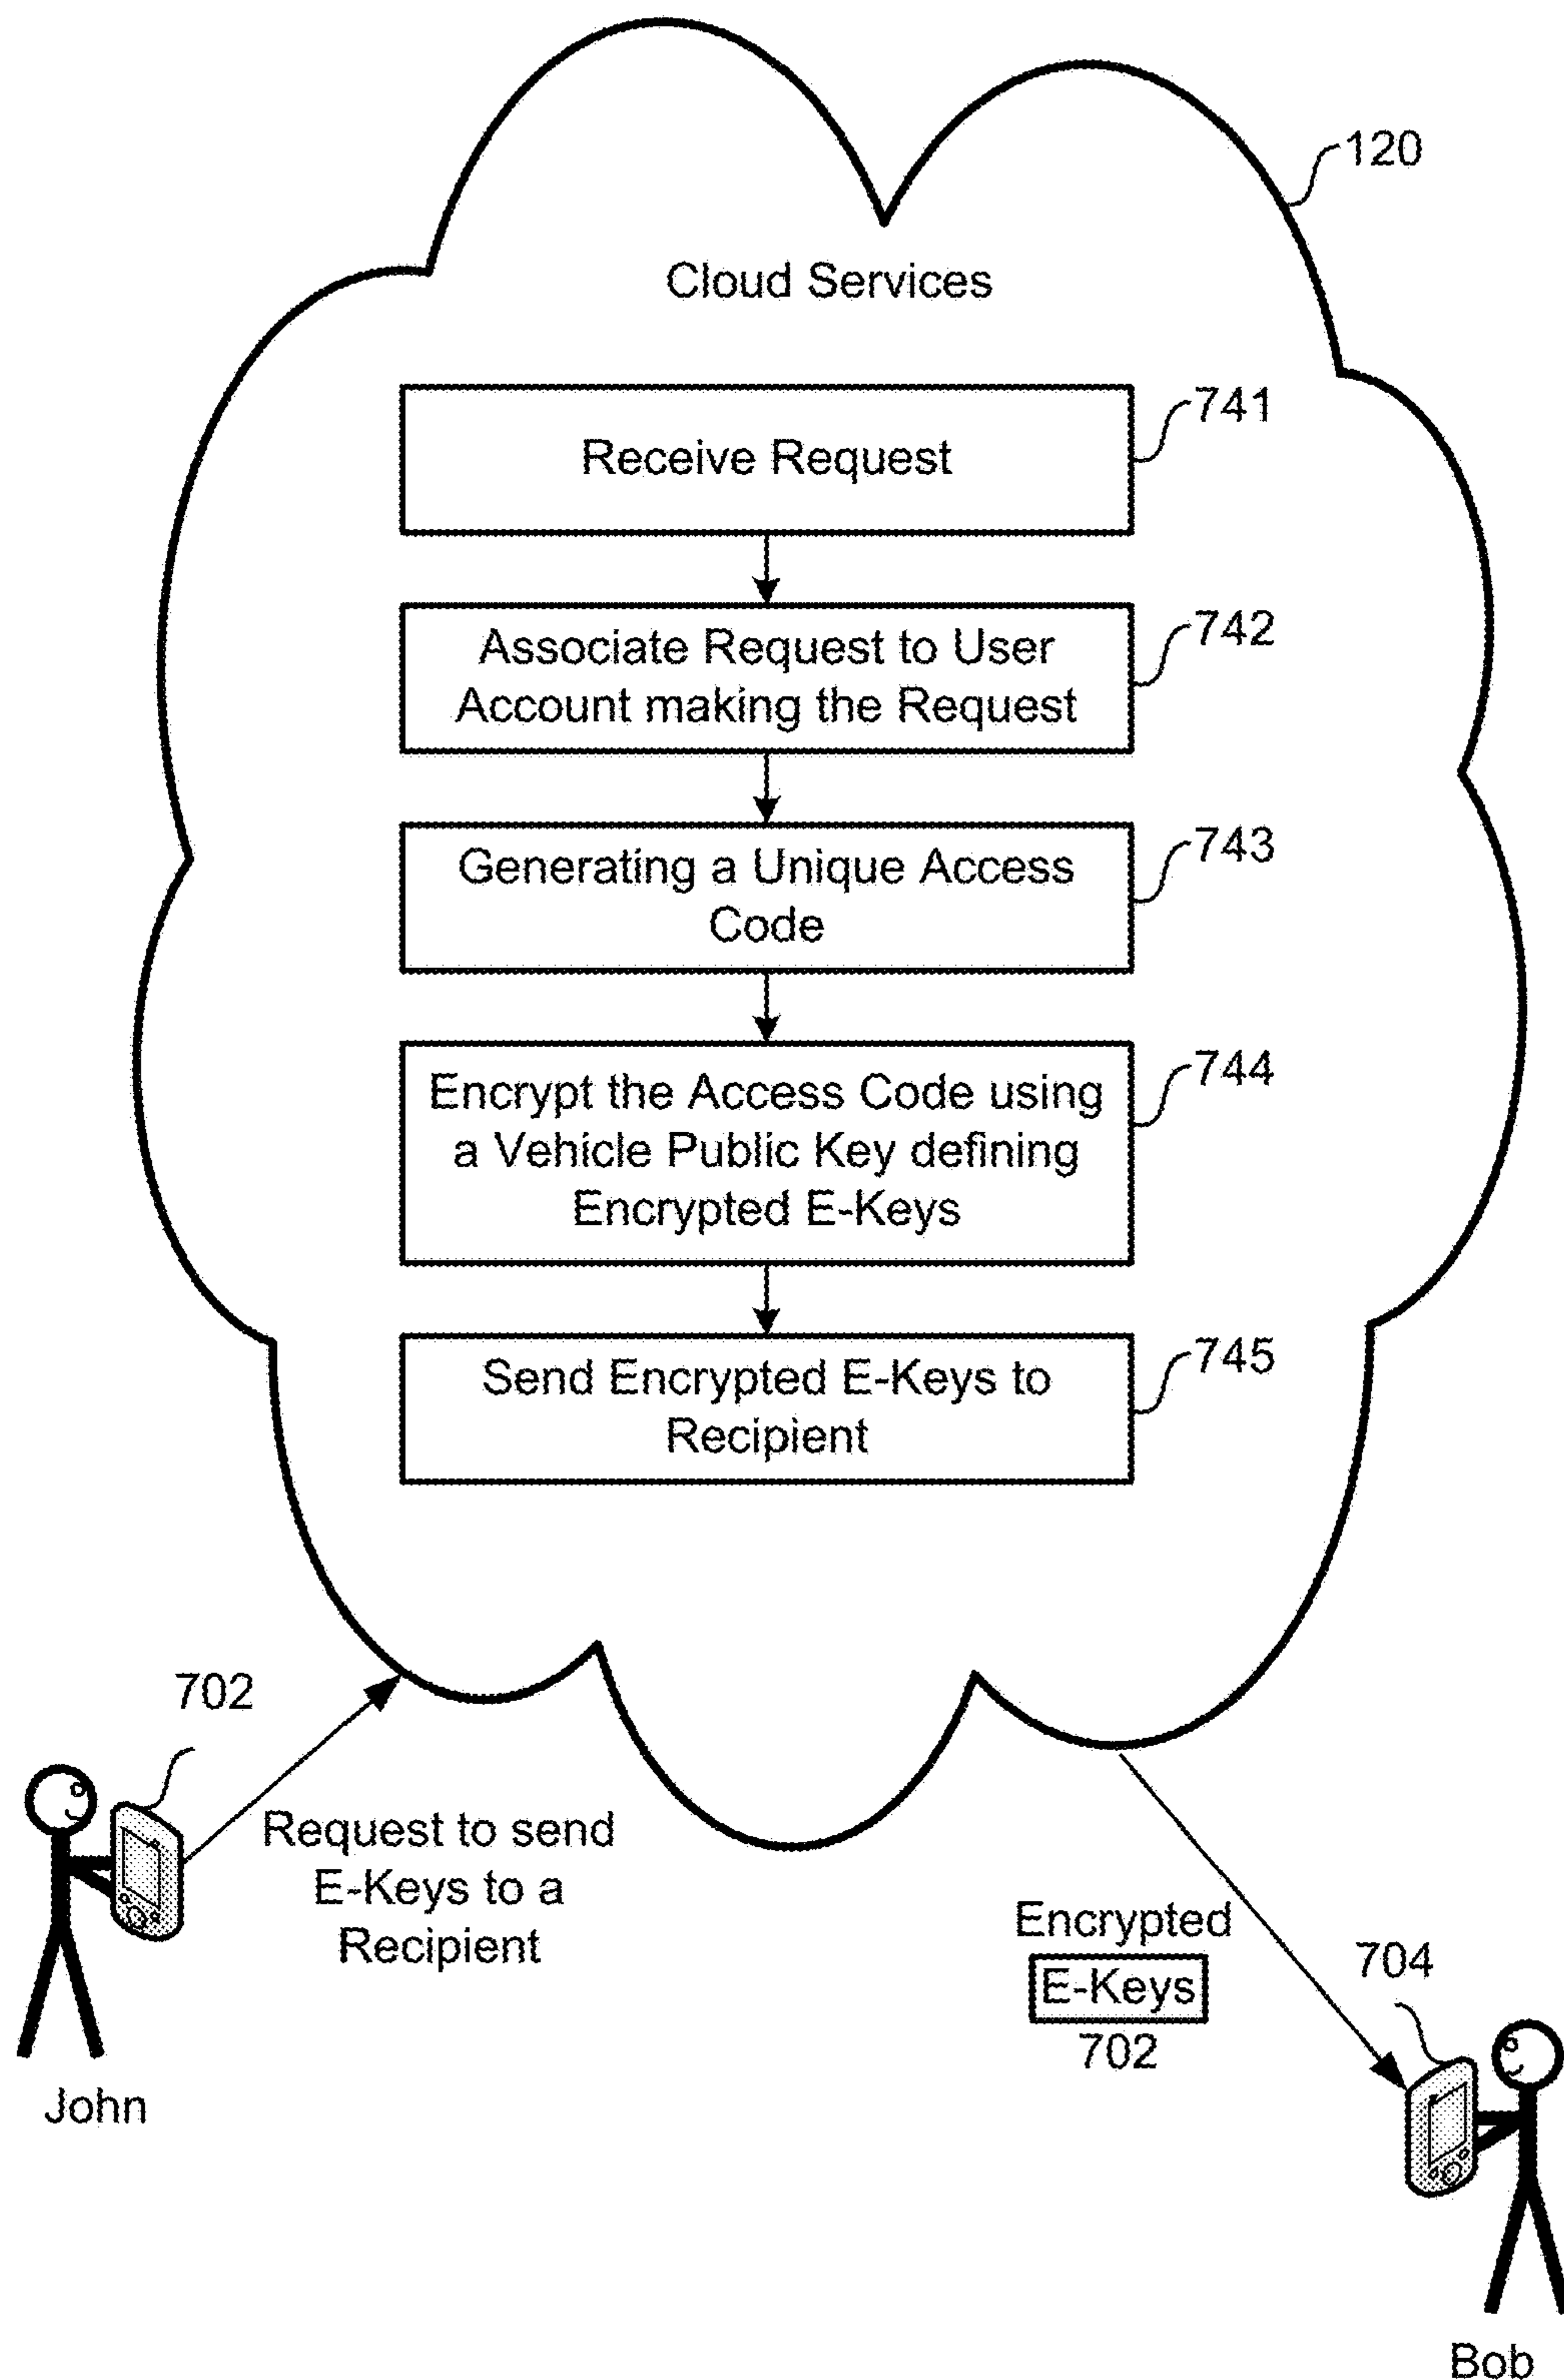 120
Cloud Services
741
Receive Request
742
Associate Request to User
Account making the Request
743
Generating a Unique Access
Code
744
Encrypt the Access Code using
a Vehicle Public Key defining
Encrypted E-Keys
745
Send Encrypted E-Keys to
Recipient
702
Request to send
E-Keys to a
Recipient
John
Encrypted
E-Keys
702
704
Bob